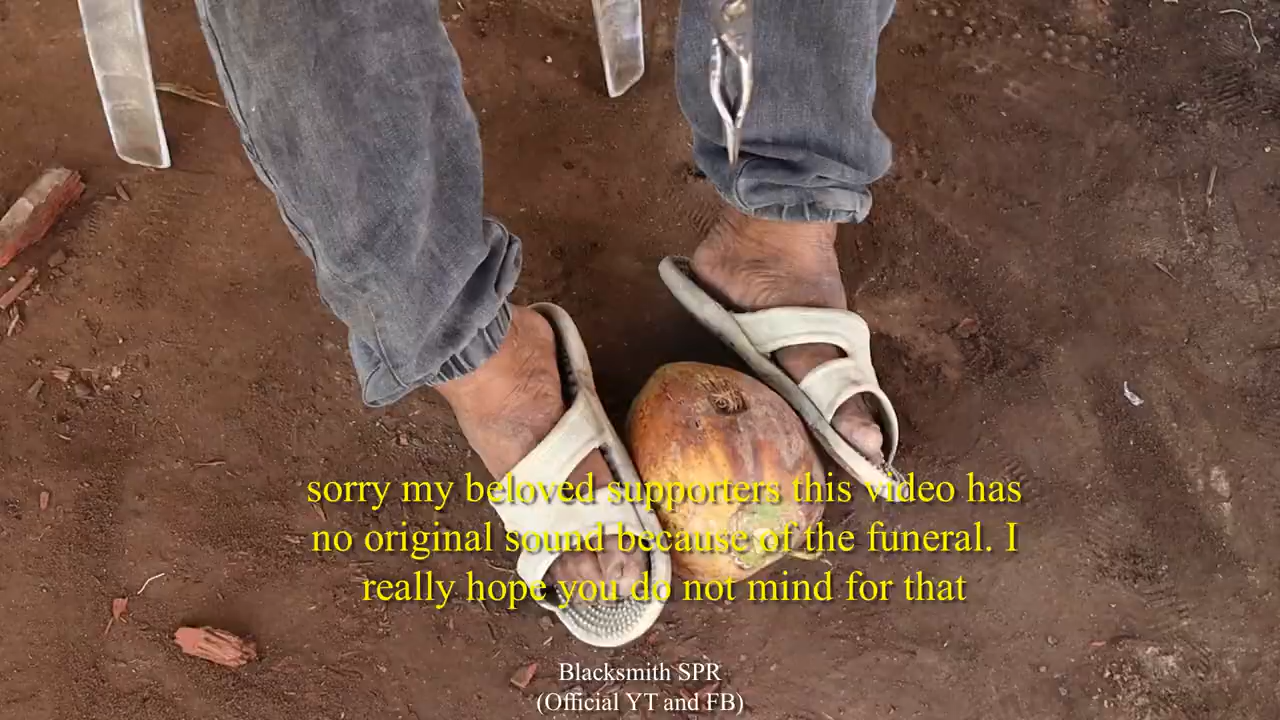 sorry my beloved supporters this video has
no original sound because of the funeral. I
really hope you do not mind for that
Blacksmith SPR
(Official YT and FB)